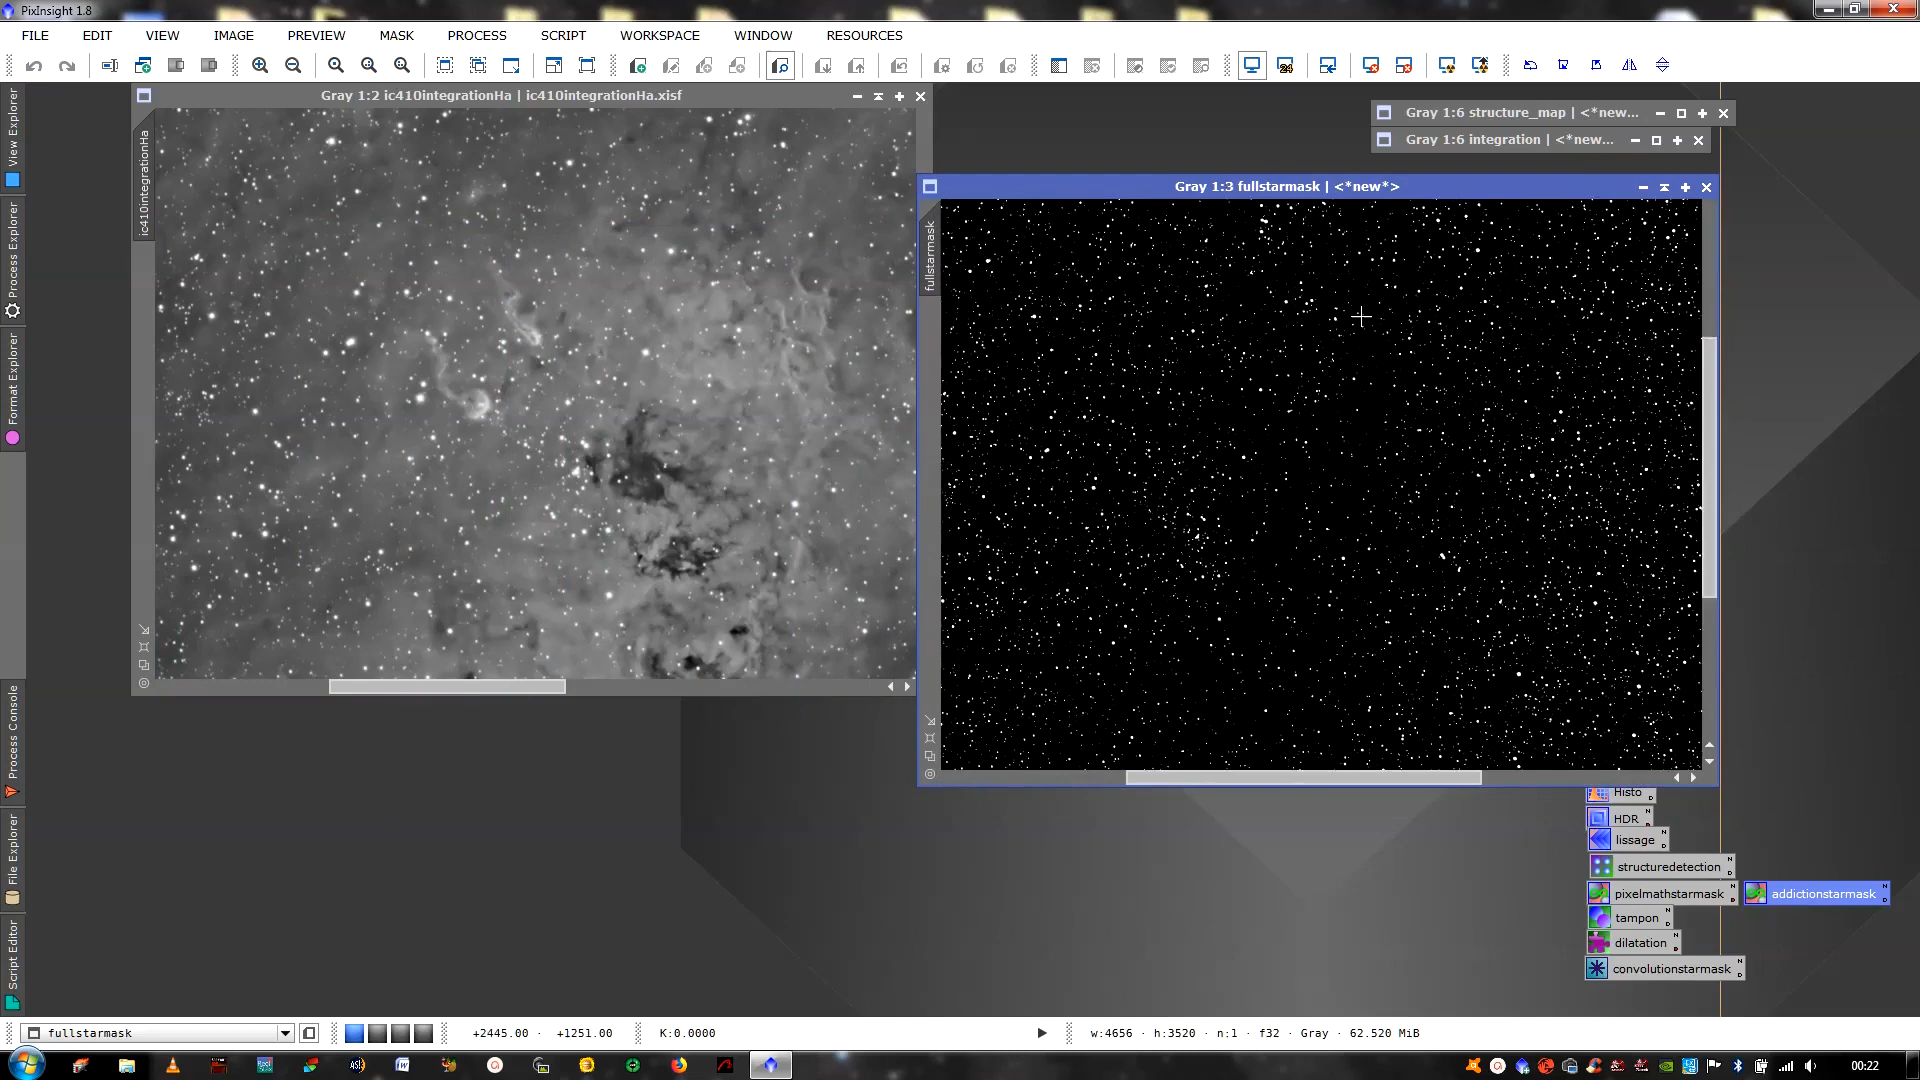 PixInsight 1.8
FILE EDIT VIEW IMAGE PREVIEW MASK PROCESS SCRIPT WORKSPACE WINDOW RESOURCES
24
View Explorer
Process Explorer
Format Explorer
Process Console
File Explorer
Script Editor
Gray 1:2 ic410integrationHa | ic410integrationHa.xisf
ic410integrationHa
Gray 1:6 structure_map | <*new...
Gray 1:6 integration | <*new...
Gray 1:3 fullstarmask | <*new*>
fullstarmask
Histo
HDR
lissage
structuredetection
pixelmathstarmask
addictionstarmask
tampon
dilatation
convolutionstarmask
fullstarmask
+2445.00 · +1251.00
K:0.0000
w:4656 · h:3520 · n:1 · f32 · Gray · 62.520 MiB
00:22